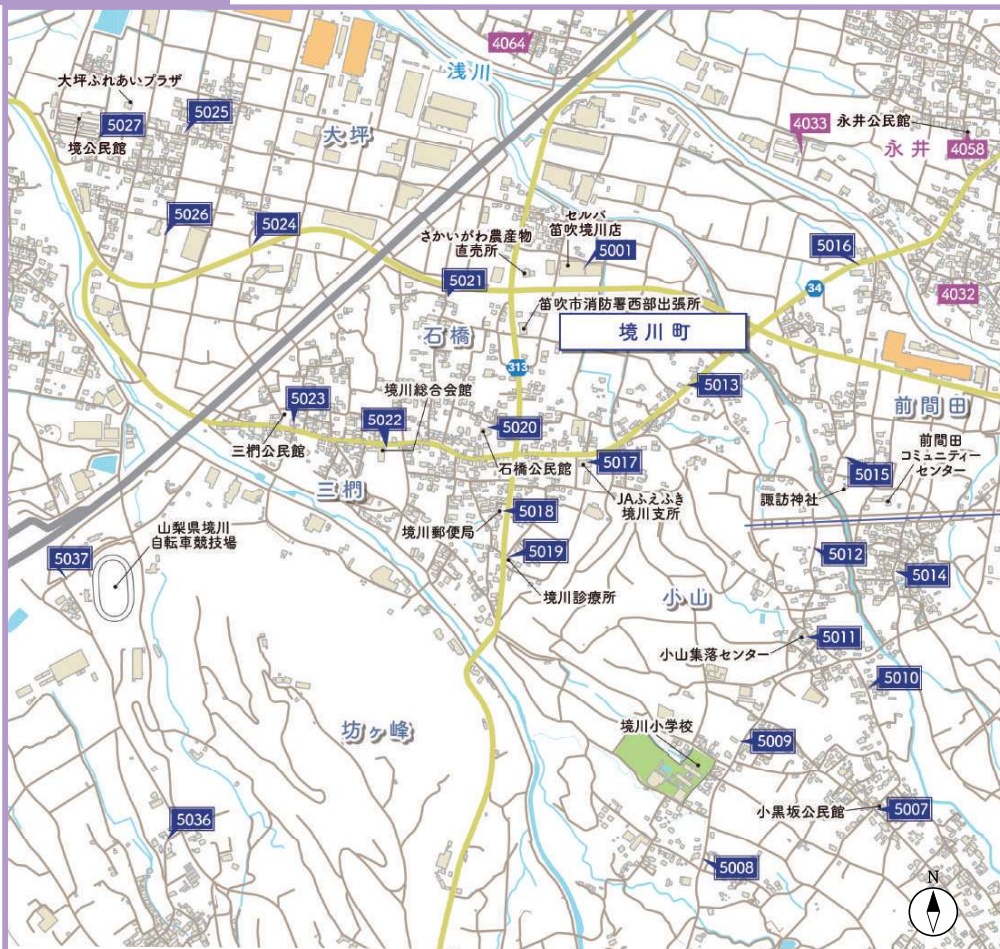 4064
浅川
大坪ふれあいプラザ
5025
5027
境公民館
大坪
4033
永井公民館
永井
4058
5026
5024
セルバ
笛吹境川店
さかいがわ農産物
直売所
5001
5016
5021
34
4032
笛吹市消防署西部出張所
石橋
境川町
313
5013
境川総合会館
5023
5022
5020
前間田
三椚公民館
石橋公民館
5017
前間田
コミュニティー
センター
三椚
JAふえふき
境川支所
5015
諏訪神社
境川郵便局
5018
山梨県境川
自転車競技場
5037
5019
5012
5014
境川診療所
小山
5011
小山集落センター
5010
坊ヶ峰
境川小学校
5009
小黒坂公民館
5007
5036
5008
N